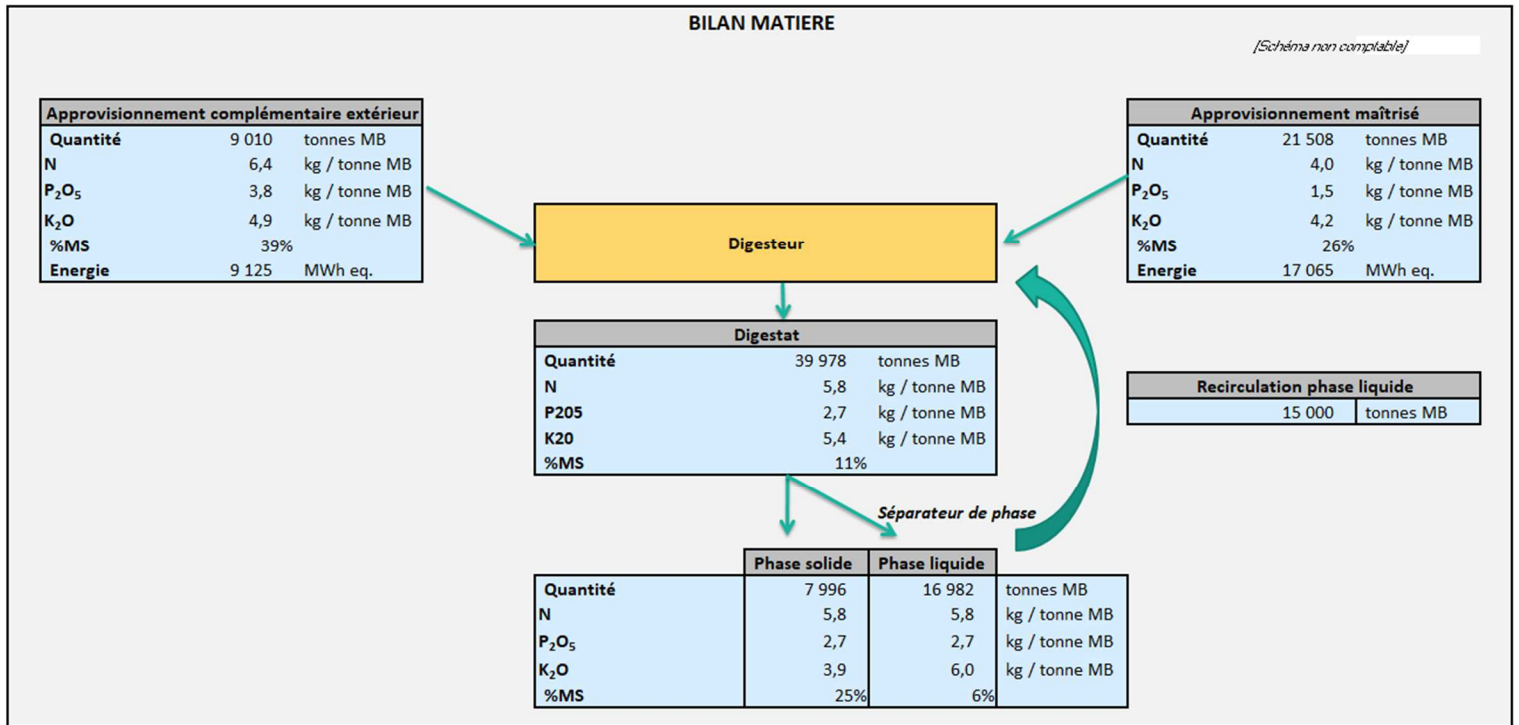 BILAN MATIERE
[Schéma non comptable]
Approvisionnement complémentaire extérieur
Quantité 9 010 tonnes MB
N 6,4 kg / tonne MB
P₂O₅ 3,8 kg / tonne MB
K₂O 4,9 kg / tonne MB
%MS 39%
Energie 9 125 MWh eq.
Approvisionnement maîtrisé
Quantité 21 508 tonnes MB
N 4,0 kg / tonne MB
P₂O₅ 1,5 kg / tonne MB
K₂O 4,2 kg / tonne MB
%MS 26%
Energie 17 065 MWh eq.
Digesteur
Digestat
Quantité 39 978 tonnes MB
N 5,8 kg / tonne MB
P205 2,7 kg / tonne MB
K20 5,4 kg / tonne MB
%MS 11%
Recirculation phase liquide
15 000 tonnes MB
Séparateur de phase
Phase solide Phase liquide
Quantité 7 996 16 982 tonnes MB
N 5,8 5,8 kg / tonne MB
P₂O₅ 2,7 2,7 kg / tonne MB
K₂O 3,9 6,0 kg / tonne MB
%MS 25% 6%